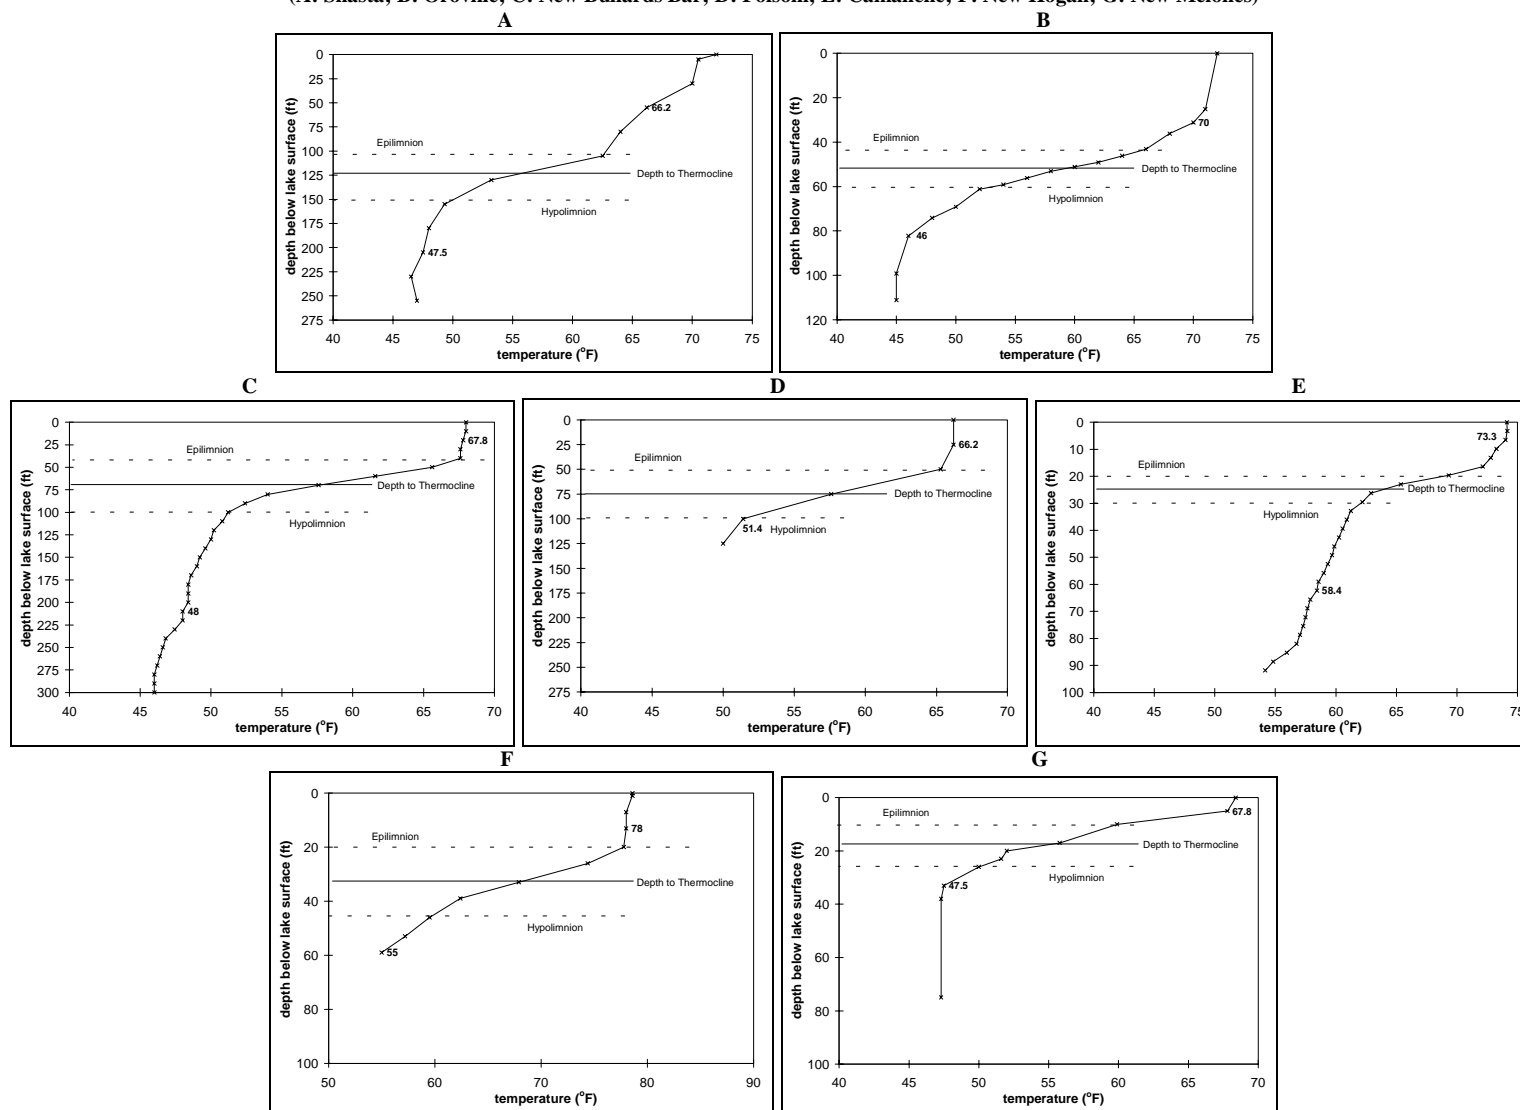 (A. Shasta, B. Oroville, C. New Bullards Bar, D. Folsom, E. Camanche, F. New Hogan, G. New Melones)
A
B
0
25
50
75
100
125
150
175
200
225
250
275
depth below lake surface (ft)
66.2
Epilimnion
Depth to Thermocline
Hypolimnion
47.5
40 45 50 55 60 65 70 75
temperature (°F)
0
20
40
60
80
100
120
depth below lake surface (ft)
70
Epilimnion
Depth to Thermocline
Hypolimnion
46
40 45 50 55 60 65 70 75
temperature (°F)
C
D
E
0
25
50
75
100
125
150
175
200
225
250
275
300
depth below lake surface (ft)
67.8
Epilimnion
Depth to Thermocline
Hypolimnion
48
40 45 50 55 60 65 70
temperature (°F)
0
25
50
75
100
125
150
175
200
225
250
275
depth below lake surface (ft)
66.2
Epilimnion
Depth to Thermocline
51.4
Hypolimnion
40 45 50 55 60 65 70
temperature (°F)
0
10
20
30
40
50
60
70
80
90
100
depth below lake surface (ft)
73.3
Epilimnion
Depth to Thermocline
Hypolimnion
58.4
40 45 50 55 60 65 70 75
temperature (°F)
F
G
0
20
40
60
80
100
depth below lake surface (ft)
78
Epilimnion
Depth to Thermocline
Hypolimnion
55
50 60 70 80 90
temperature (°F)
0
20
40
60
80
100
depth below lake surface (ft)
67.8
Epilimnion
Depth to Thermocline
Hypolimnion
47.5
40 45 50 55 60 65 70
temperature (°F)